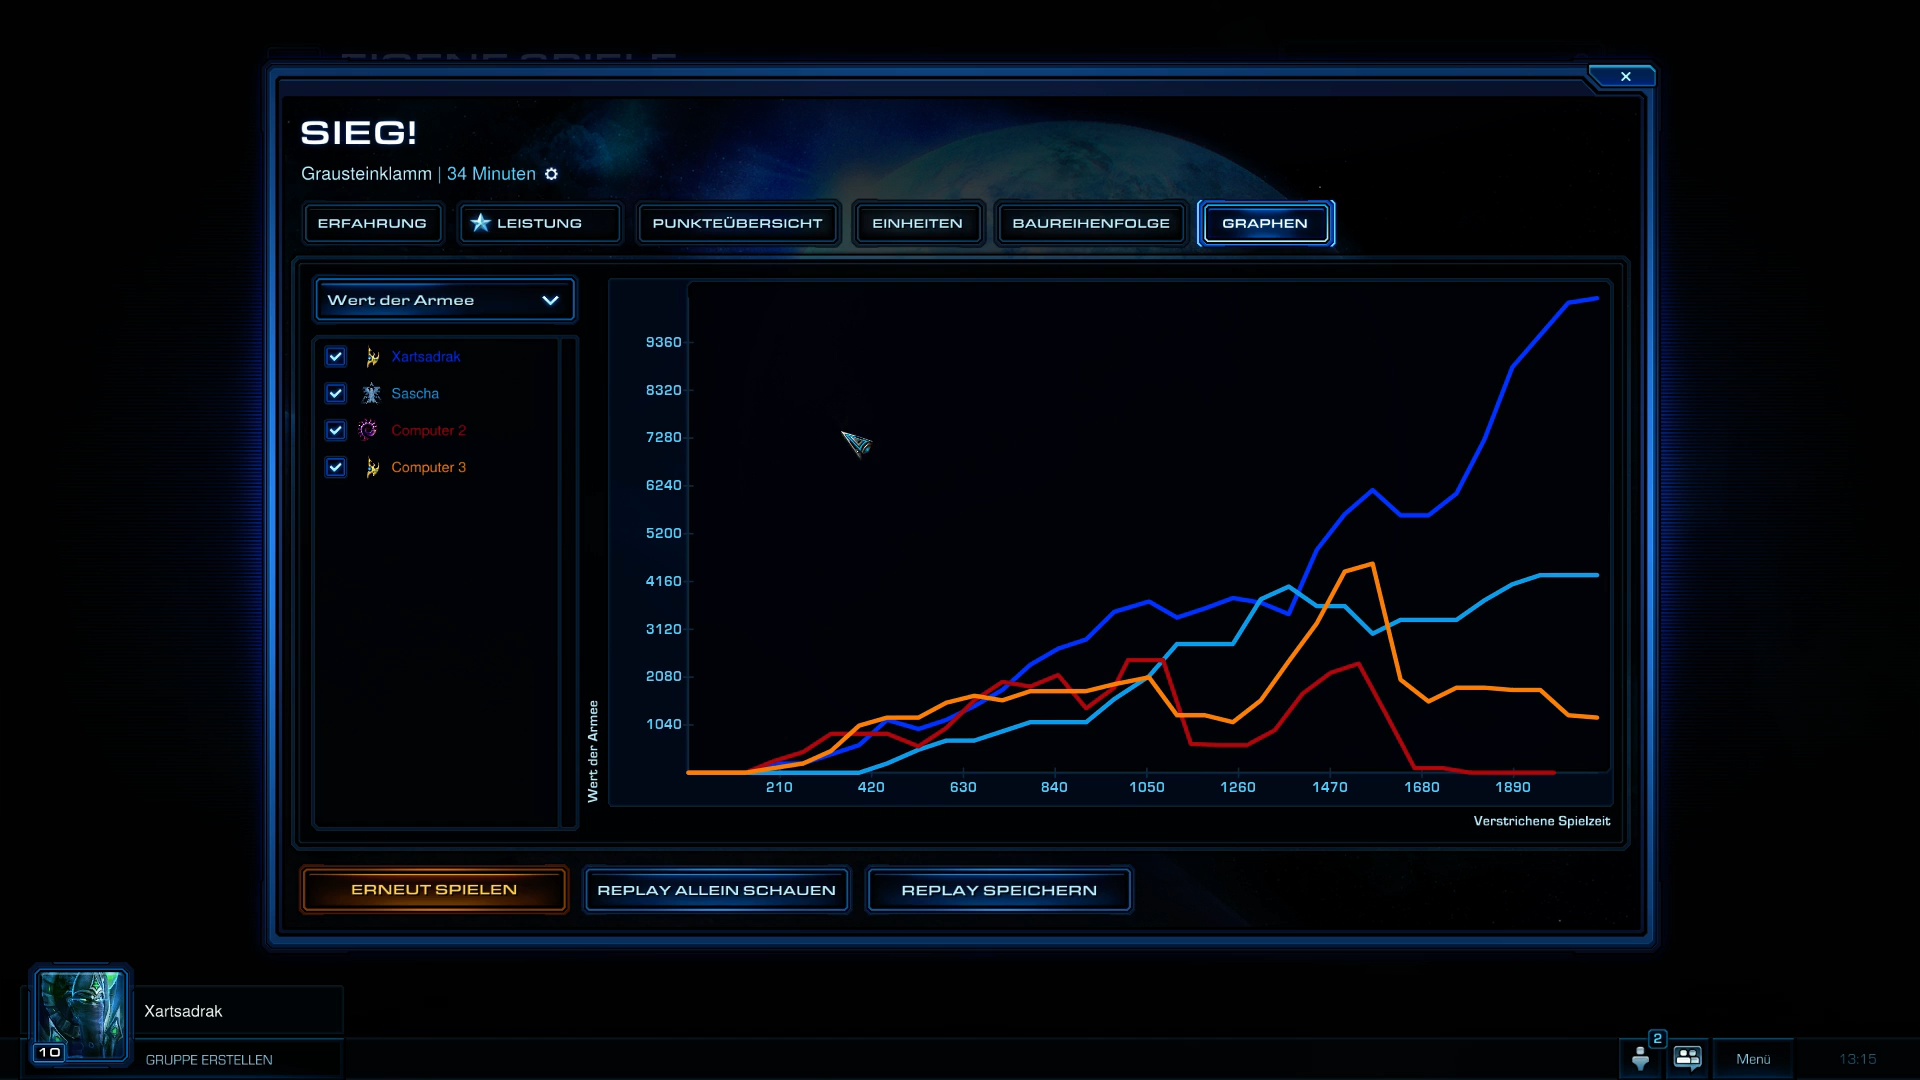 SIEG!
Grausteinklamm | 34 Minuten
ERFAHRUNG
LEISTUNG
PUNKTEÜBERSICHT
EINHEITEN
BAUREIHENFOLGE
GRAPHEN
Wert der Armee
Xartsadrak
Sascha
Computer 2
Computer 3
9360
8320
7280
6240
5200
4160
3120
2080
1040
Wert der Armee
210 420 630 840 1050 1260 1470 1680 1890
Verstrichene Spielzeit
ERNEUT SPIELEN
REPLAY ALLEIN SCHAUEN
REPLAY SPEICHERN
10
Xartsadrak
GRUPPE ERSTELLEN
2
Menü
13:15